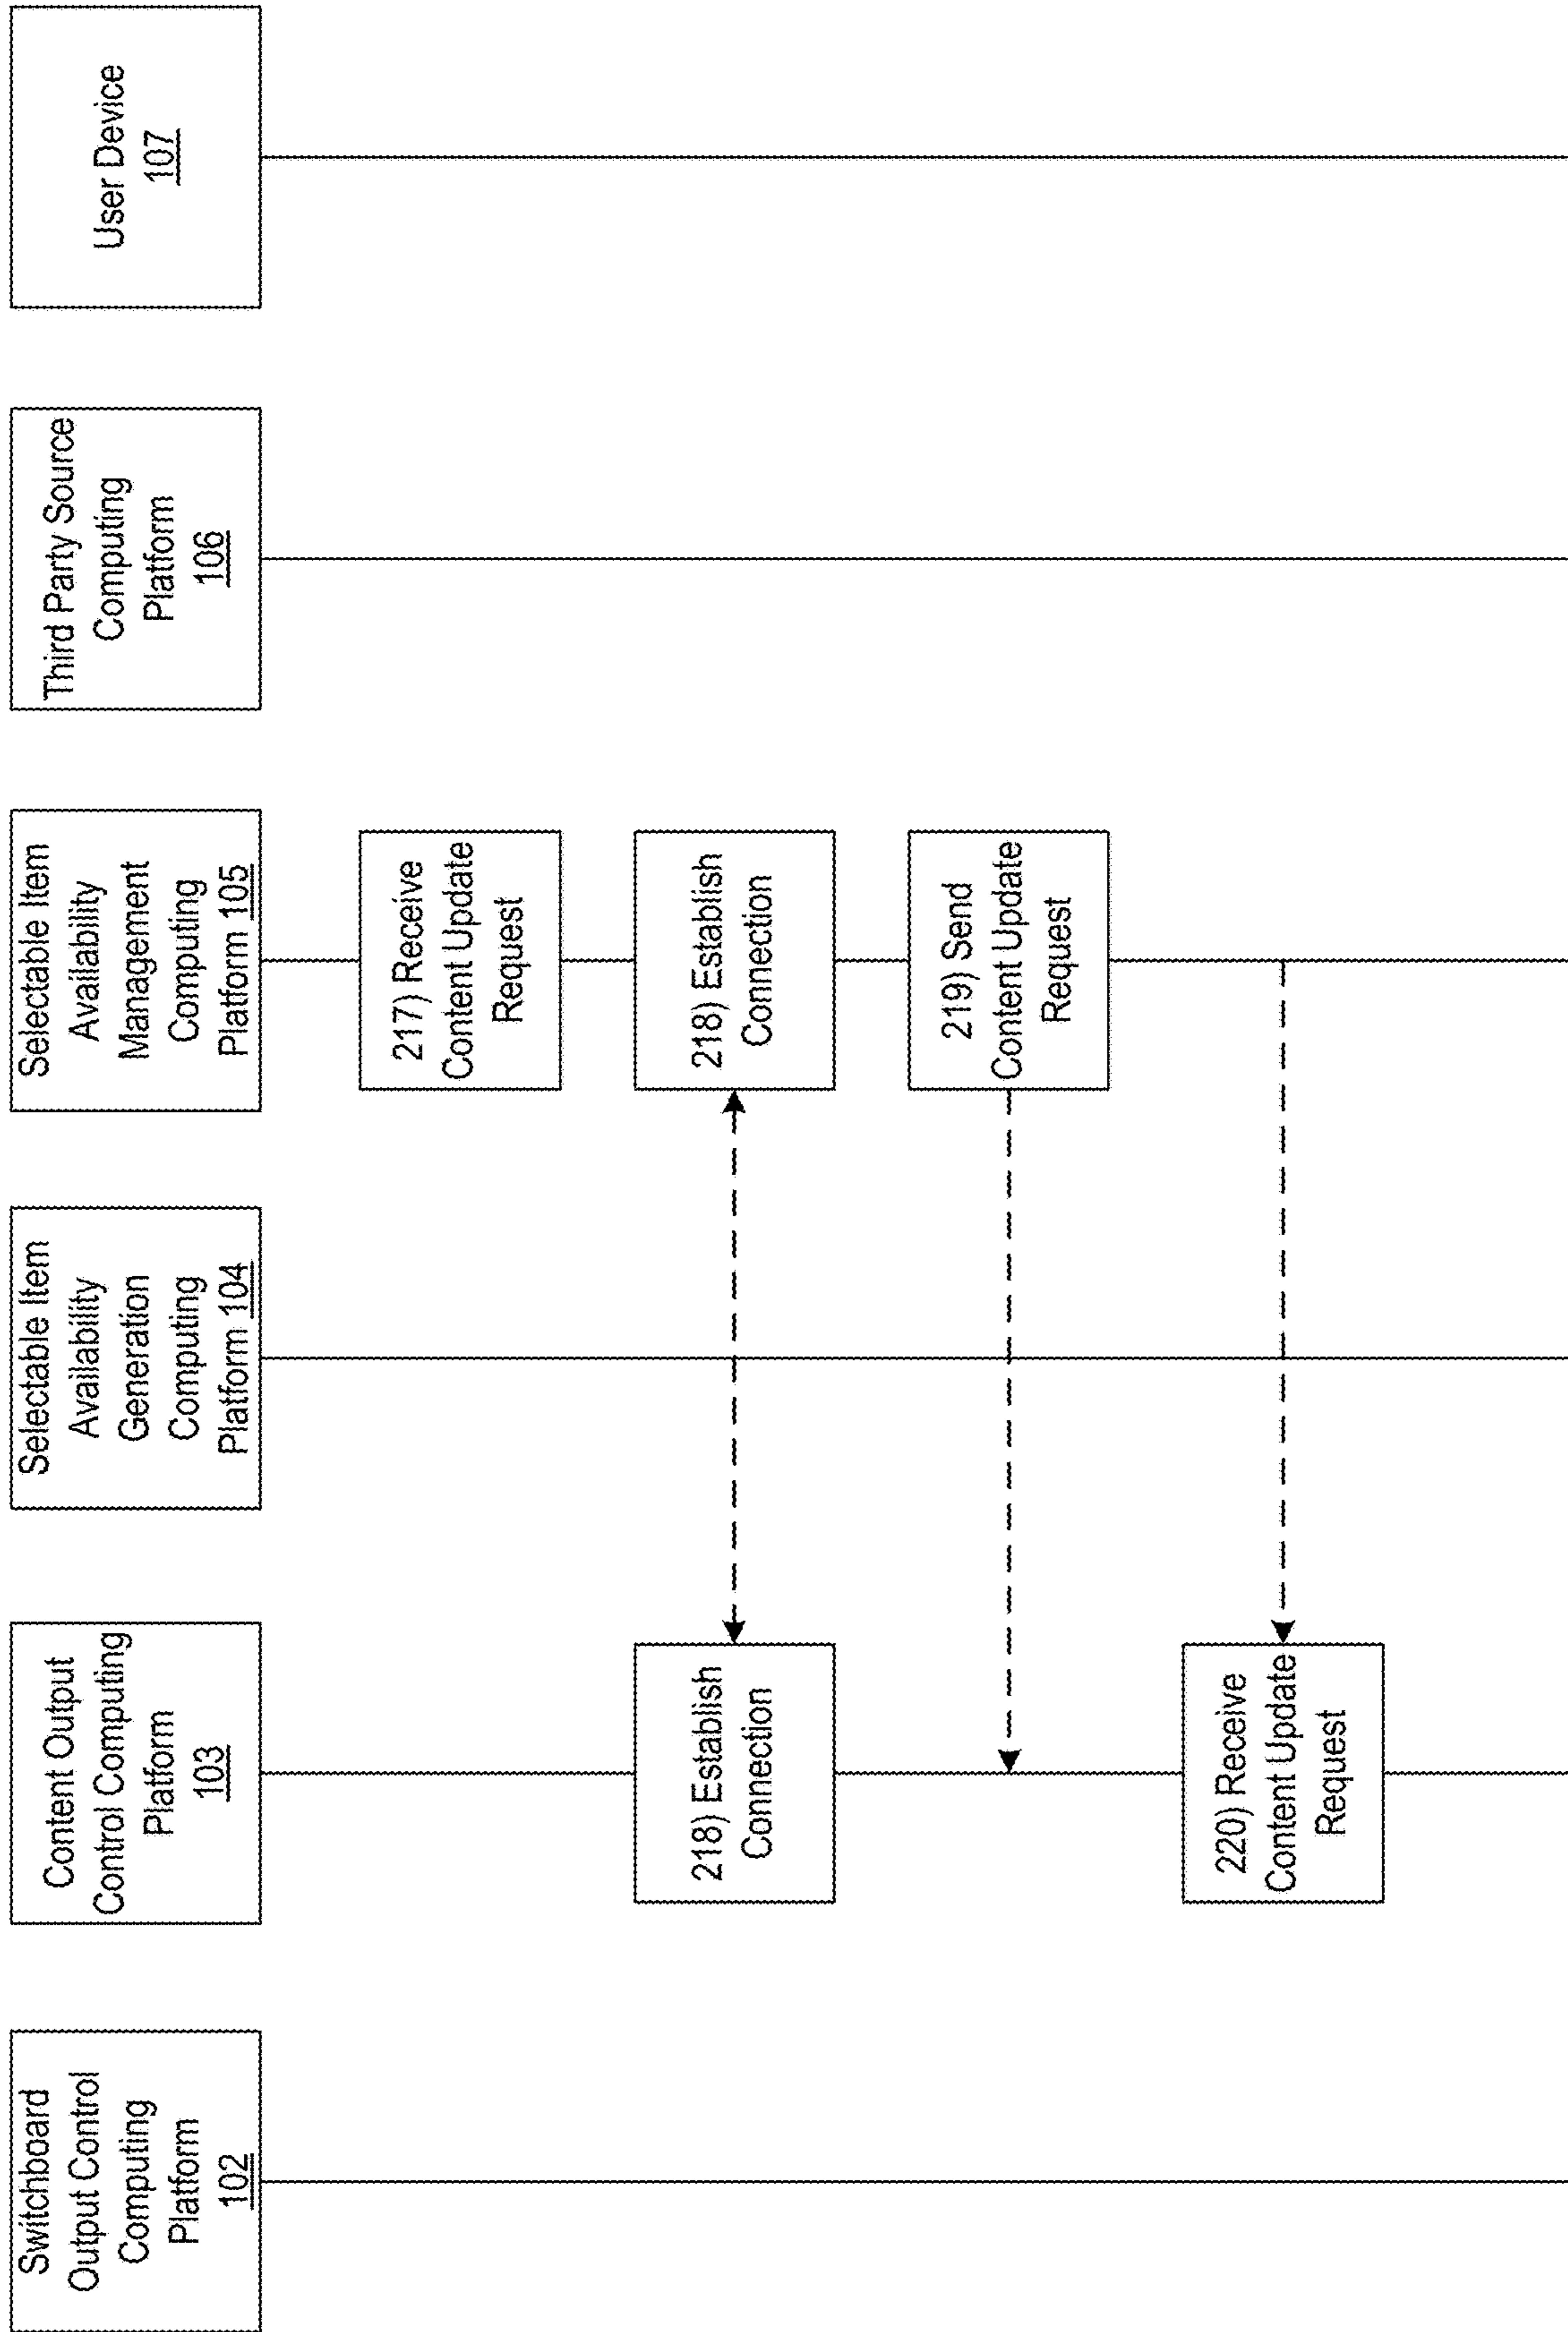 Switchboard
Output Control
Computing
Platform
102
Content Output
Control Computing
Platform
103
Selectable Item
Availability
Generation
Computing
Platform 104
Selectable Item
Availability
Management
Computing
Platform 105
Third Party Source
Computing
Platform
106
User Device
107
217) Receive
Content Update
Request
218) Establish
Connection
218) Establish
Connection
219) Send
Content Update
Request
220) Receive
Content Update
Request